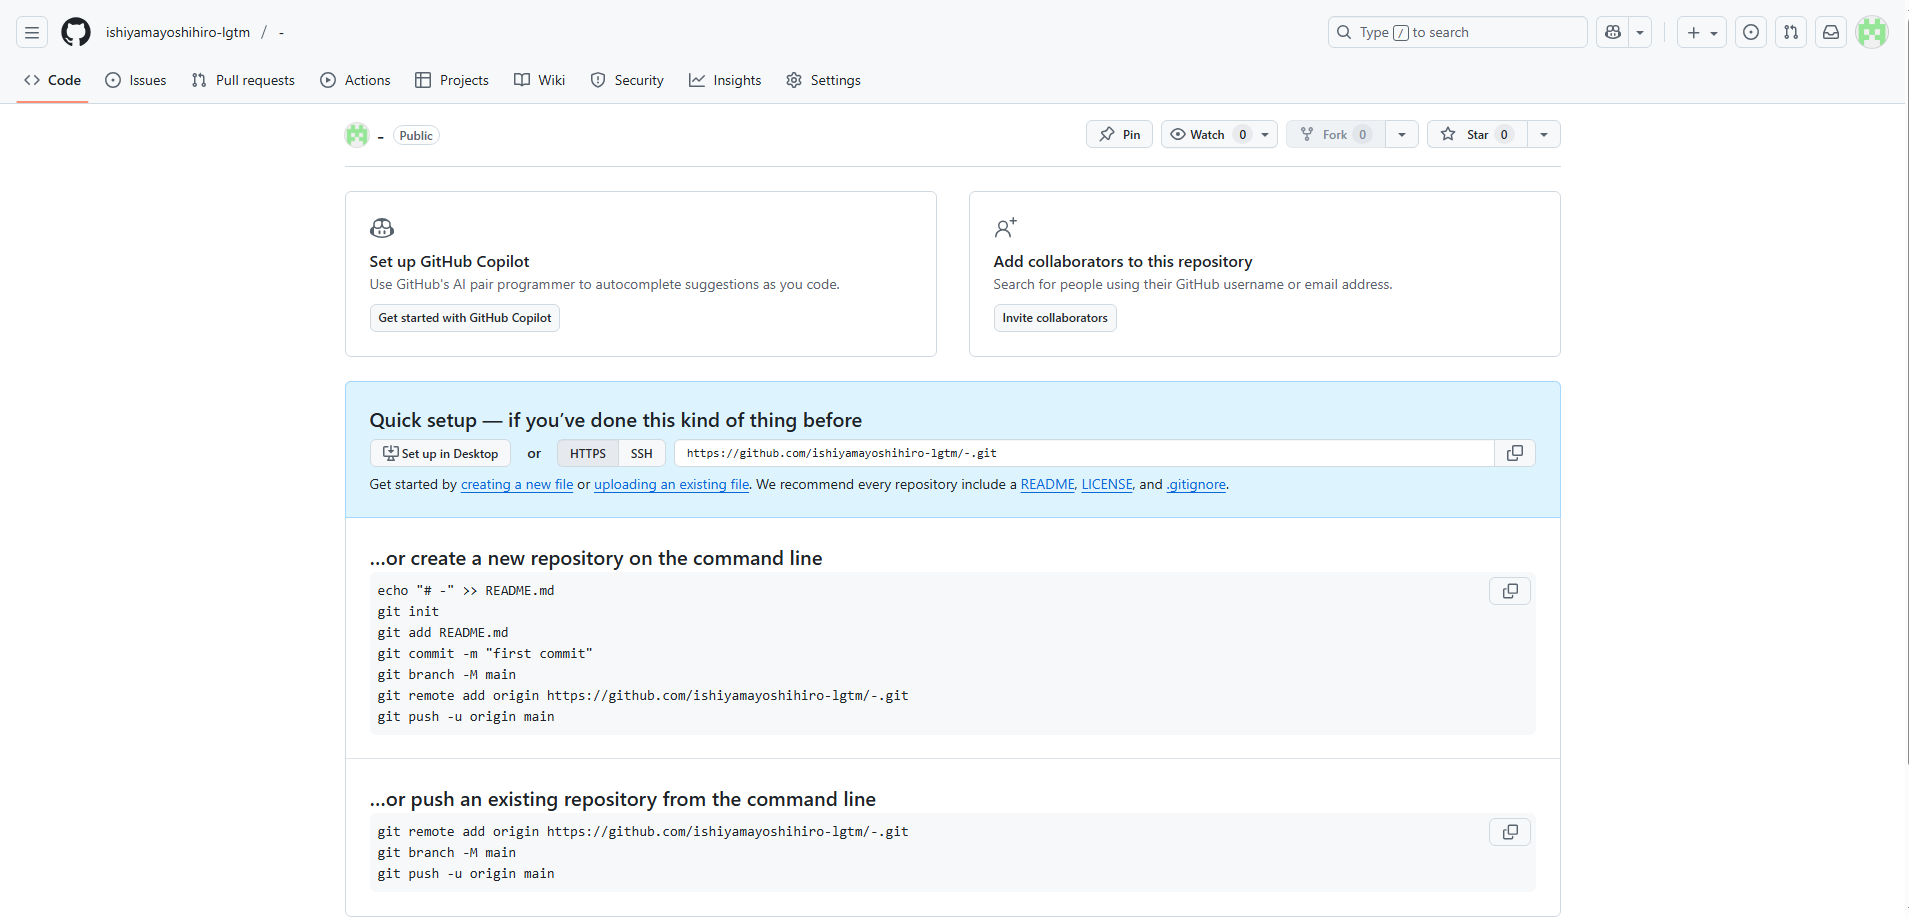 ishiyamayoshihiro-lgtm / -
Type / to search
Code Issues Pull requests Actions Projects Wiki Security Insights Settings
- Public
Pin Watch 0 Fork 0 Star 0
Set up GitHub Copilot
Use GitHub's AI pair programmer to autocomplete suggestions as you code.
Get started with GitHub Copilot
Add collaborators to this repository
Search for people using their GitHub username or email address.
Invite collaborators
Quick setup — if you’ve done this kind of thing before
Set up in Desktop or HTTPS SSH https://github.com/ishiyamayoshihiro-lgtm/-.git
Get started by creating a new file or uploading an existing file. We recommend every repository include a README, LICENSE, and .gitignore.
…or create a new repository on the command line
echo "# -" >> README.md
git init
git add README.md
git commit -m "first commit"
git branch -M main
git remote add origin https://github.com/ishiyamayoshihiro-lgtm/-.git
git push -u origin main
…or push an existing repository from the command line
git remote add origin https://github.com/ishiyamayoshihiro-lgtm/-.git
git branch -M main
git push -u origin main